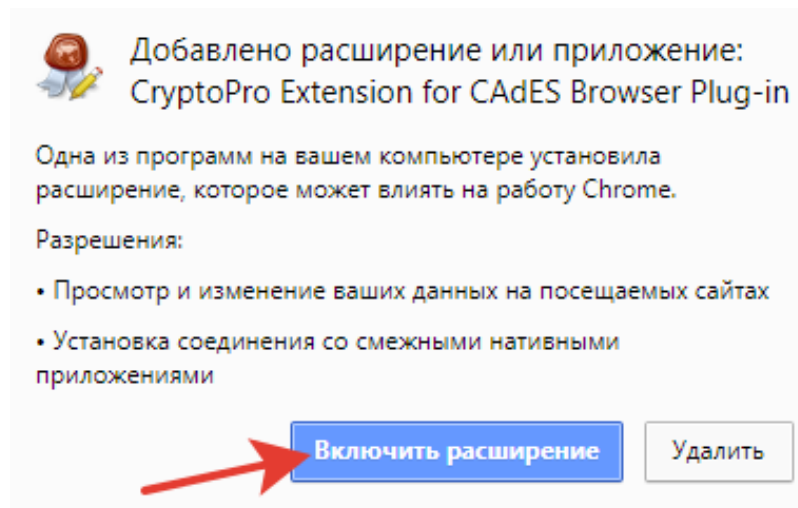 Добавлено расширение или приложение:
CryptoPro Extension for CAdES Browser Plug-in
Одна из программ на вашем компьютере установила
расширение, которое может влиять на работу Chrome.
Разрешения:
• Просмотр и изменение ваших данных на посещаемых сайтах
• Установка соединения со смежными нативными
приложениями
Включить расширение
Удалить